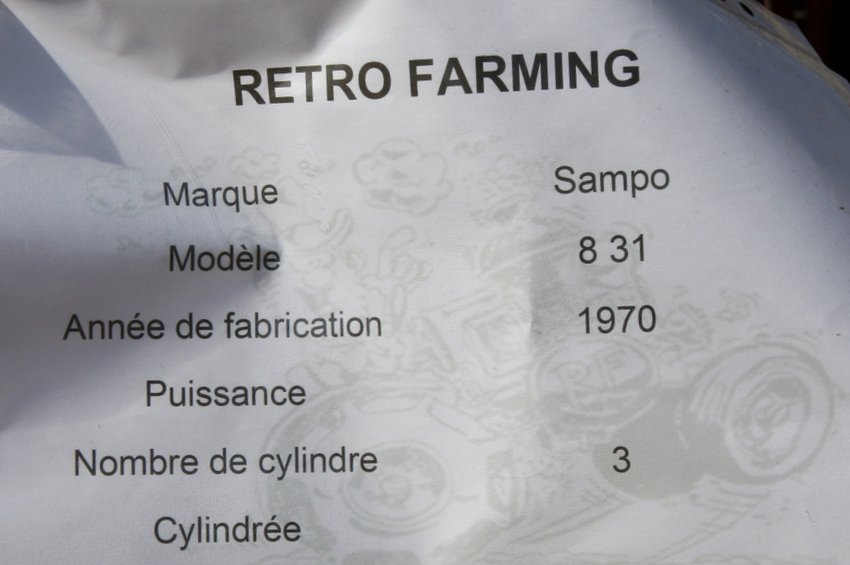 RETRO FARMING
Marque Sampo
Modèle 8 31
Année de fabrication 1970
Puissance
Nombre de cylindre 3
Cylindrée